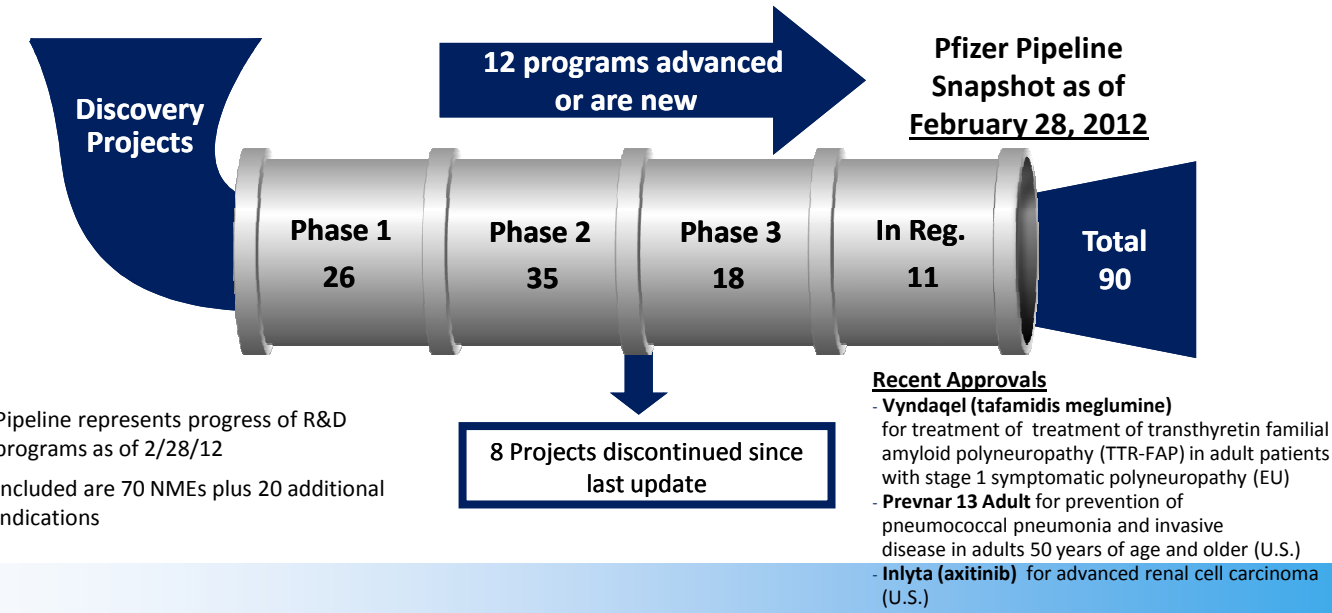 Discovery
Projects
12 programs advanced
or are new
Pfizer Pipeline
Snapshot as of
February 28, 2012
Phase 1
26
Phase 2
35
Phase 3
18
In Reg.
11
Total
90
Pipeline represents progress of R&D
programs as of 2/28/12
Included are 70 NMEs plus 20 additional
indications
8 Projects discontinued since
last update
Recent Approvals
- Vyndaqel (tafamidis meglumine)
for treatment of treatment of transthyretin familial
amyloid polyneuropathy (TTR-FAP) in adult patients
with stage 1 symptomatic polyneuropathy (EU)
- Prevnar 13 Adult for prevention of
pneumococcal pneumonia and invasive
disease in adults 50 years of age and older (U.S.)
- Inlyta (axitinib) for advanced renal cell carcinoma
(U.S.)